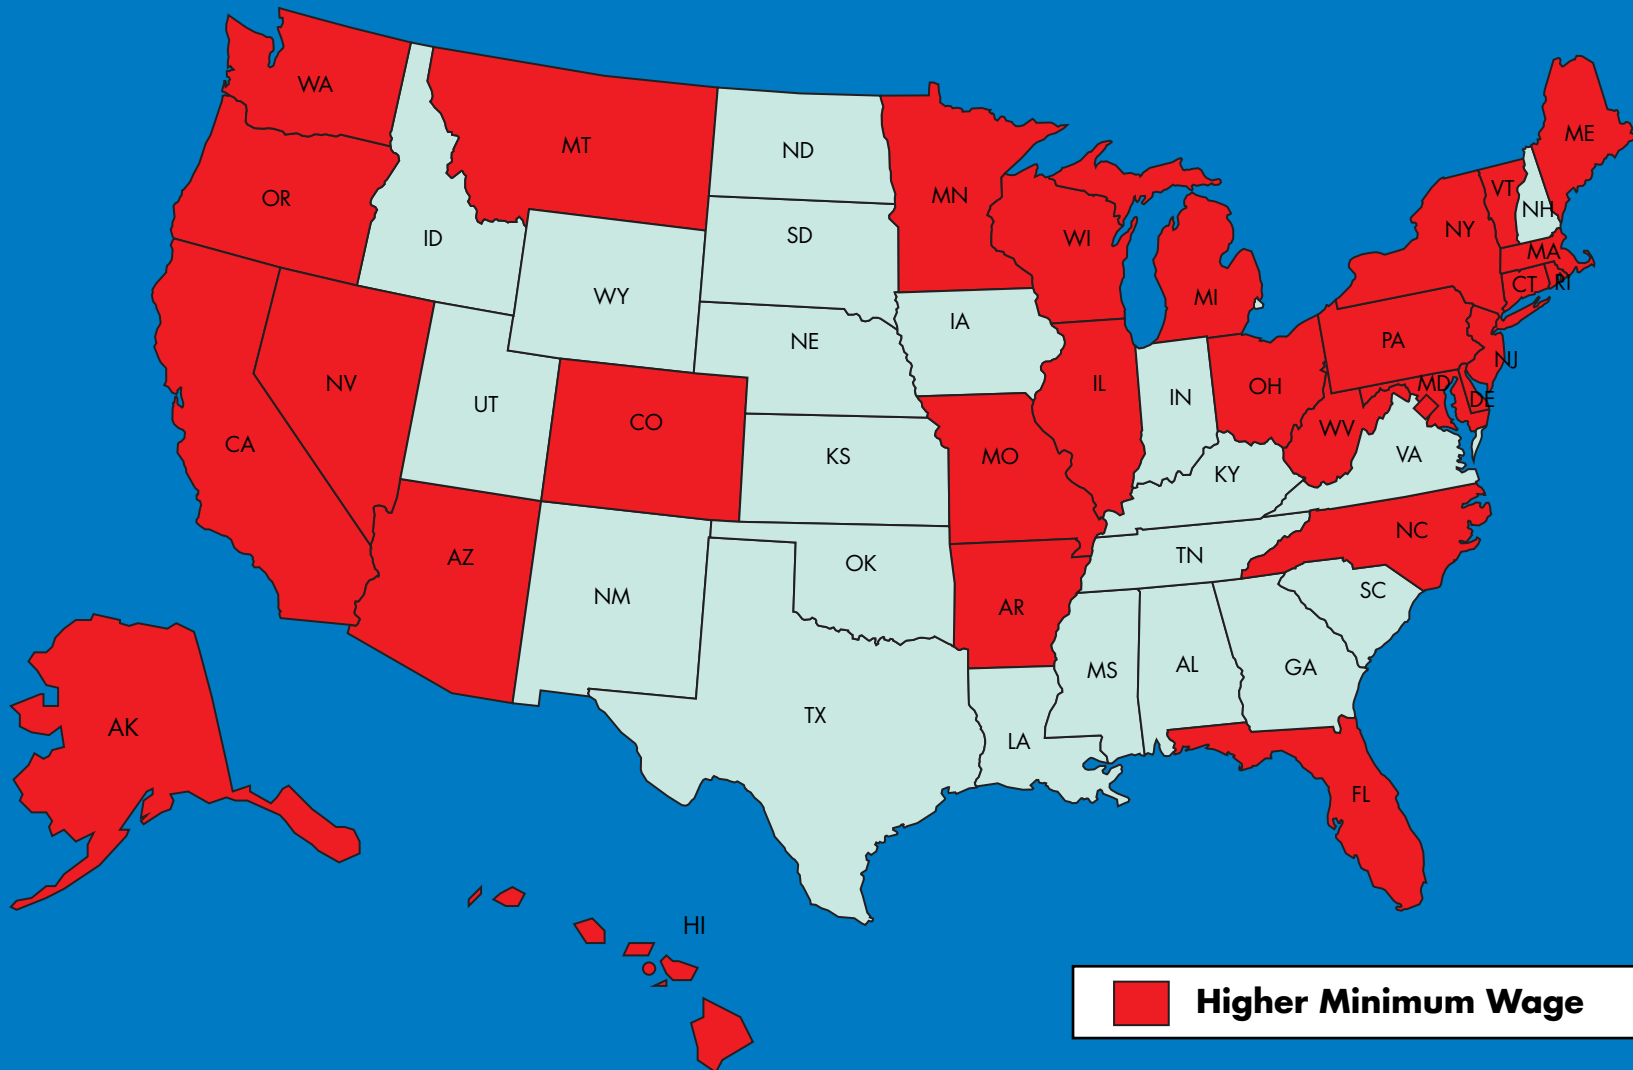 WA
MT
ND
MN
ME
VT
NH
OR
ID
SD
WI
NY
MA
WY
CT
RI
MI
IA
NE
PA
NJ
NV
UT
IL
IN
OH
MD
DE
CO
WV
CA
KS
MO
KY
VA
NC
AZ
OK
TN
NM
AR
SC
MS
AL
GA
TX
LA
AK
FL
HI
Higher Minimum Wage